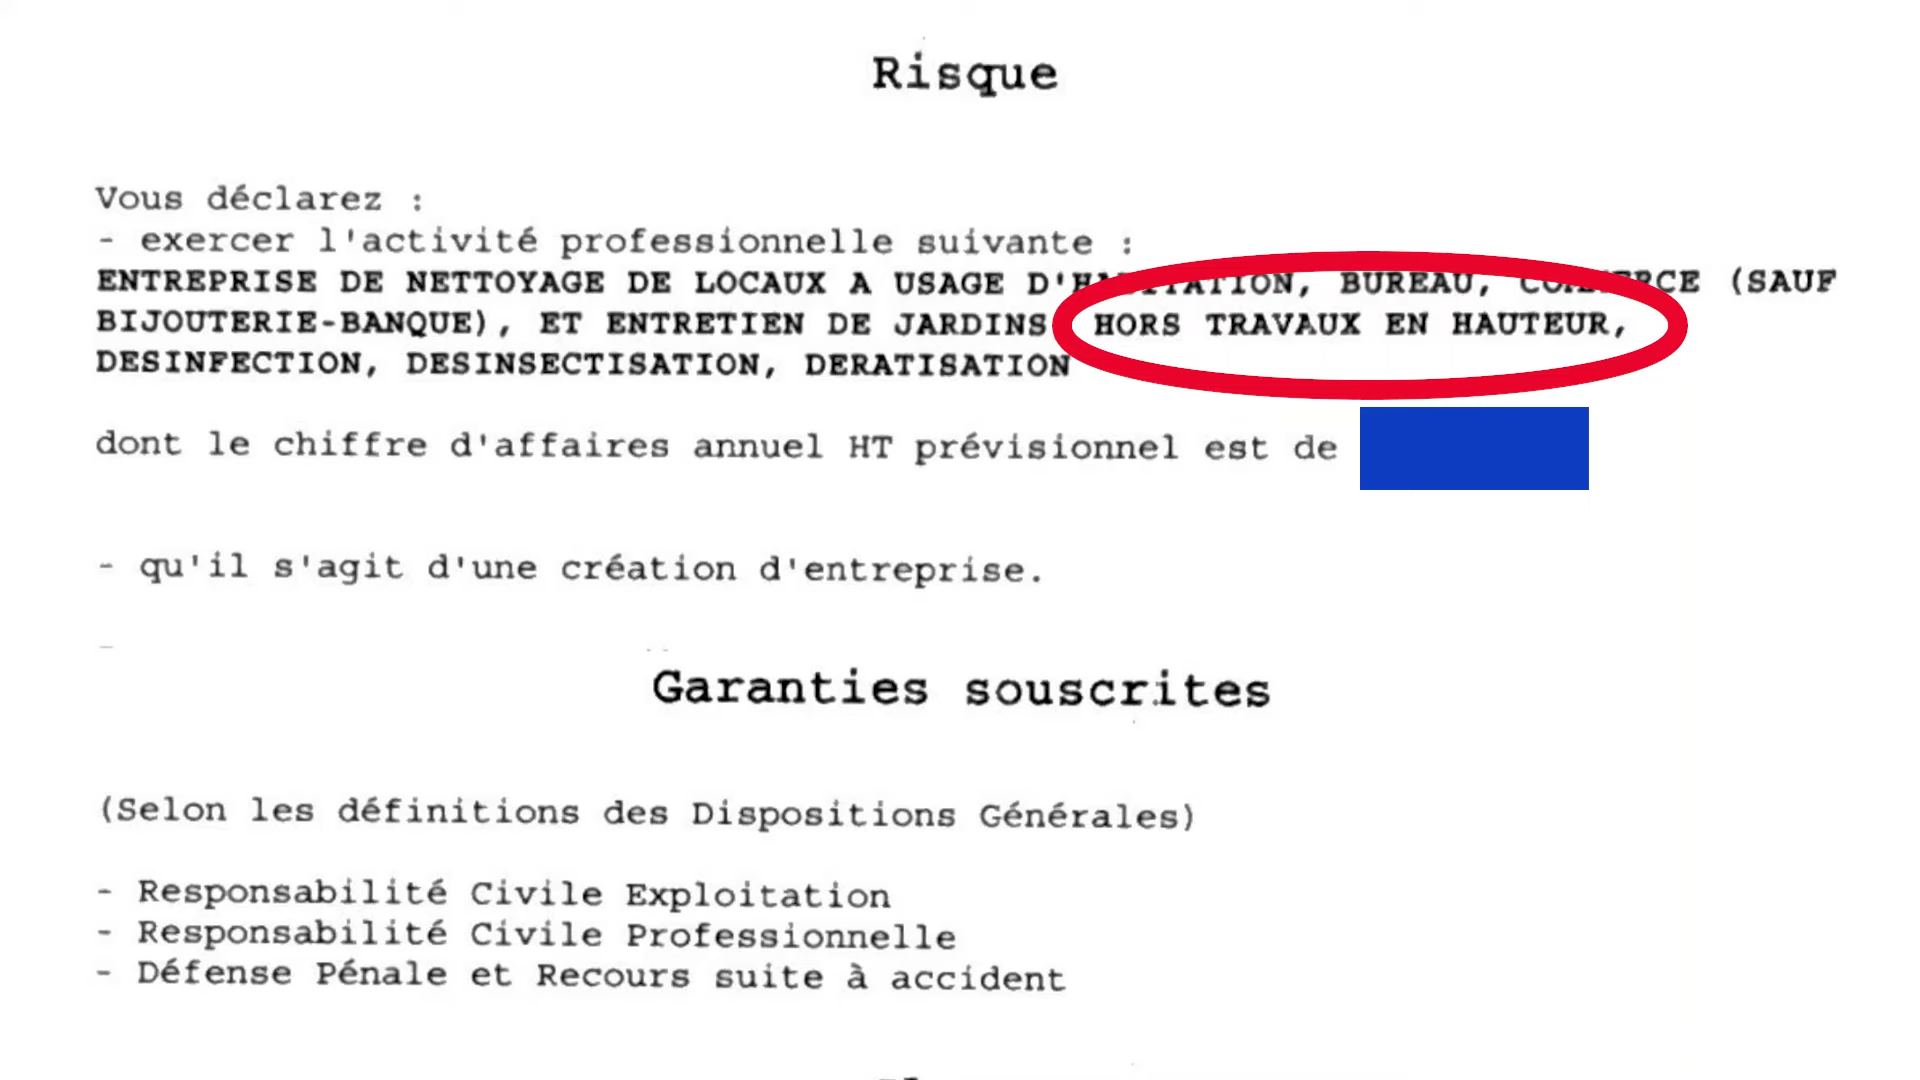 Risque
Vous déclarez :
- exercer l'activité professionnelle suivante :
ENTREPRISE DE NETTOYAGE DE LOCAUX A USAGE D'HABITATION, BUREAU, COMMERCE (SAUF
BIJOUTERIE-BANQUE), ET ENTRETIEN DE JARDINS HORS TRAVAUX EN HAUTEUR,
DESINFECTION, DESINSECTISATION, DERATISATION
dont le chiffre d'affaires annuel HT prévisionnel est de
- qu'il s'agit d'une création d'entreprise.
Garanties souscrites
(Selon les définitions des Dispositions Générales)
- Responsabilité Civile Exploitation
- Responsabilité Civile Professionnelle
- Défense Pénale et Recours suite à accident